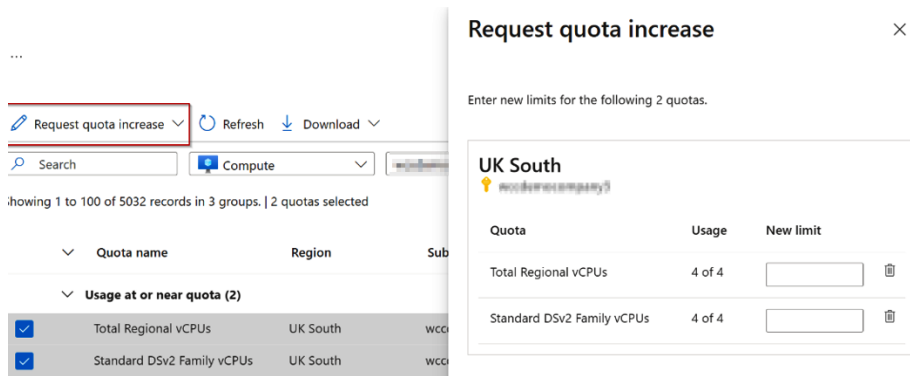 ...
Request quota increase
Refresh
Download
Search
Compute
Showing 1 to 100 of 5032 records in 3 groups. | 2 quotas selected
Quota name Region Sub
Usage at or near quota (2)
Total Regional vCPUs UK South wcc
Standard DSv2 Family vCPUs UK South wcc
Request quota increase
Enter new limits for the following 2 quotas.
UK South
Quota Usage New limit
Total Regional vCPUs 4 of 4
Standard DSv2 Family vCPUs 4 of 4